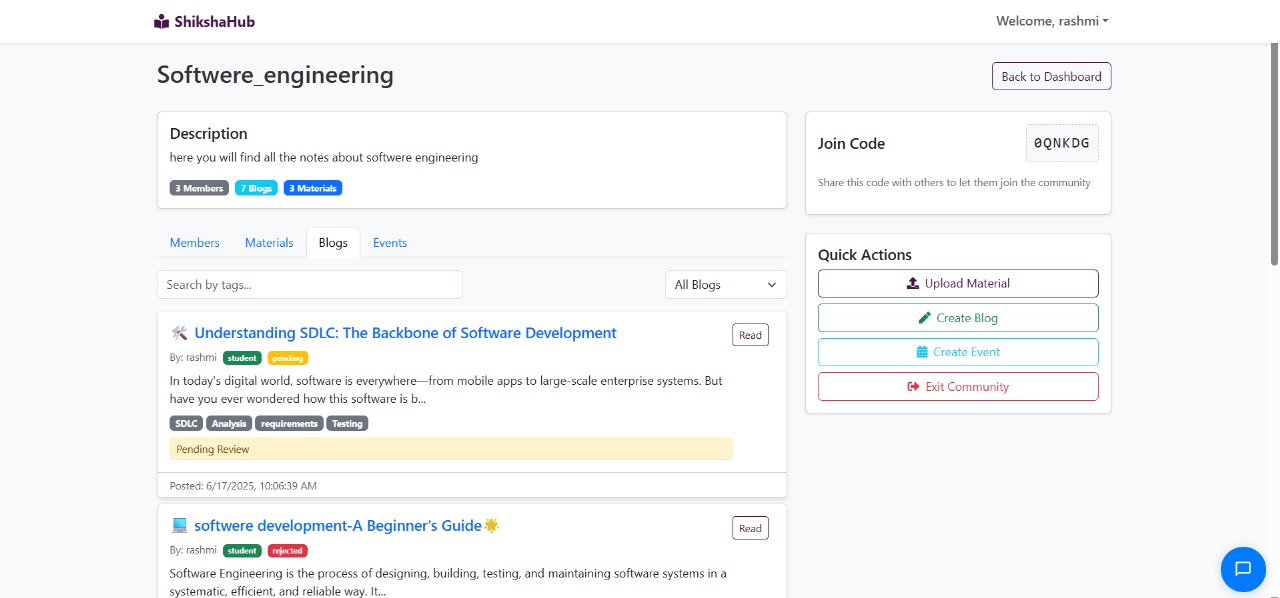 ShikshaHub
Welcome, rashmi
Softwere_engineering
Back to Dashboard
Description
here you will find all the notes about softwere engineering
3 Members 7 Blogs 3 Materials
Join Code
0QNKDG
Share this code with others to let them join the community
Members Materials Blogs Events
Search by tags...
All Blogs
Quick Actions
Upload Material
Create Blog
Create Event
Exit Community
🛠️ Understanding SDLC: The Backbone of Software Development
Read
By: rashmi student pending
In today's digital world, software is everywhere—from mobile apps to large-scale enterprise systems. But
have you ever wondered how this software is b...
SDLC Analysis requirements Testing
Pending Review
Posted: 6/17/2025, 10:06:39 AM
💻 softwere development-A Beginner's Guide🌟
Read
By: rashmi student rejected
Software Engineering is the process of designing, building, testing, and maintaining software systems in a
systematic, efficient, and reliable way. It...